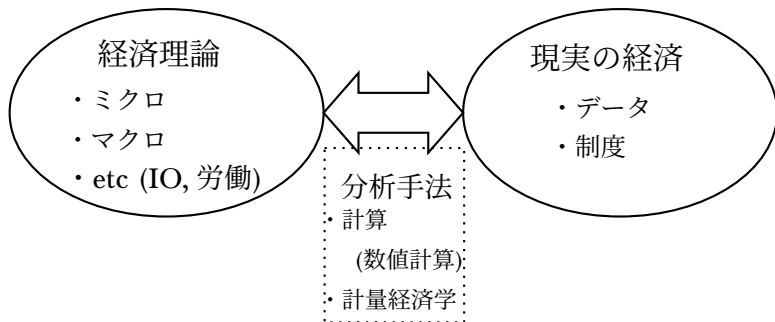 経済理論
・ミクロ
・マクロ
・etc (IO, 労働)
現実の経済
・データ
・制度
分析手法
・計算
(数値計算)
・計量経済学